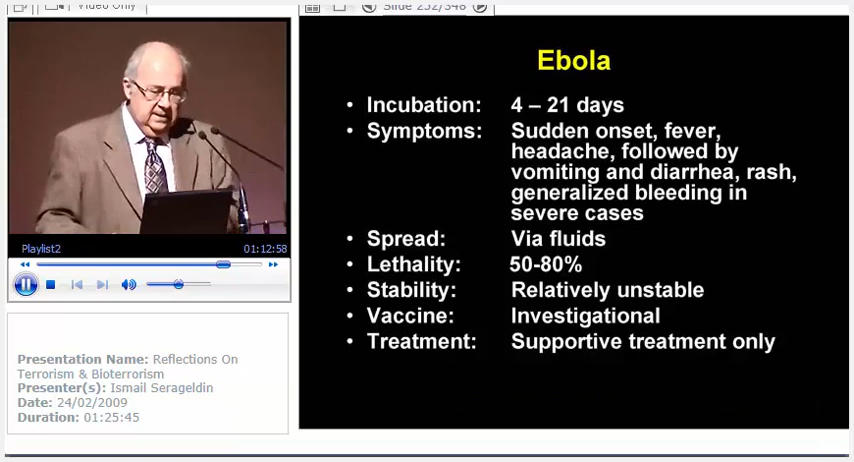 Video Only
Slide 252/348
Playlist2
01:12:58
Presentation Name: Reflections On
Terrorism & Bioterrorism
Presenter(s): Ismail Serageldin
Date: 24/02/2009
Duration: 01:25:45
Ebola
• Incubation: 4 – 21 days
• Symptoms: Sudden onset, fever,
headache, followed by
vomiting and diarrhea, rash,
generalized bleeding in
severe cases
• Spread: Via fluids
• Lethality: 50-80%
• Stability: Relatively unstable
• Vaccine: Investigational
• Treatment: Supportive treatment only